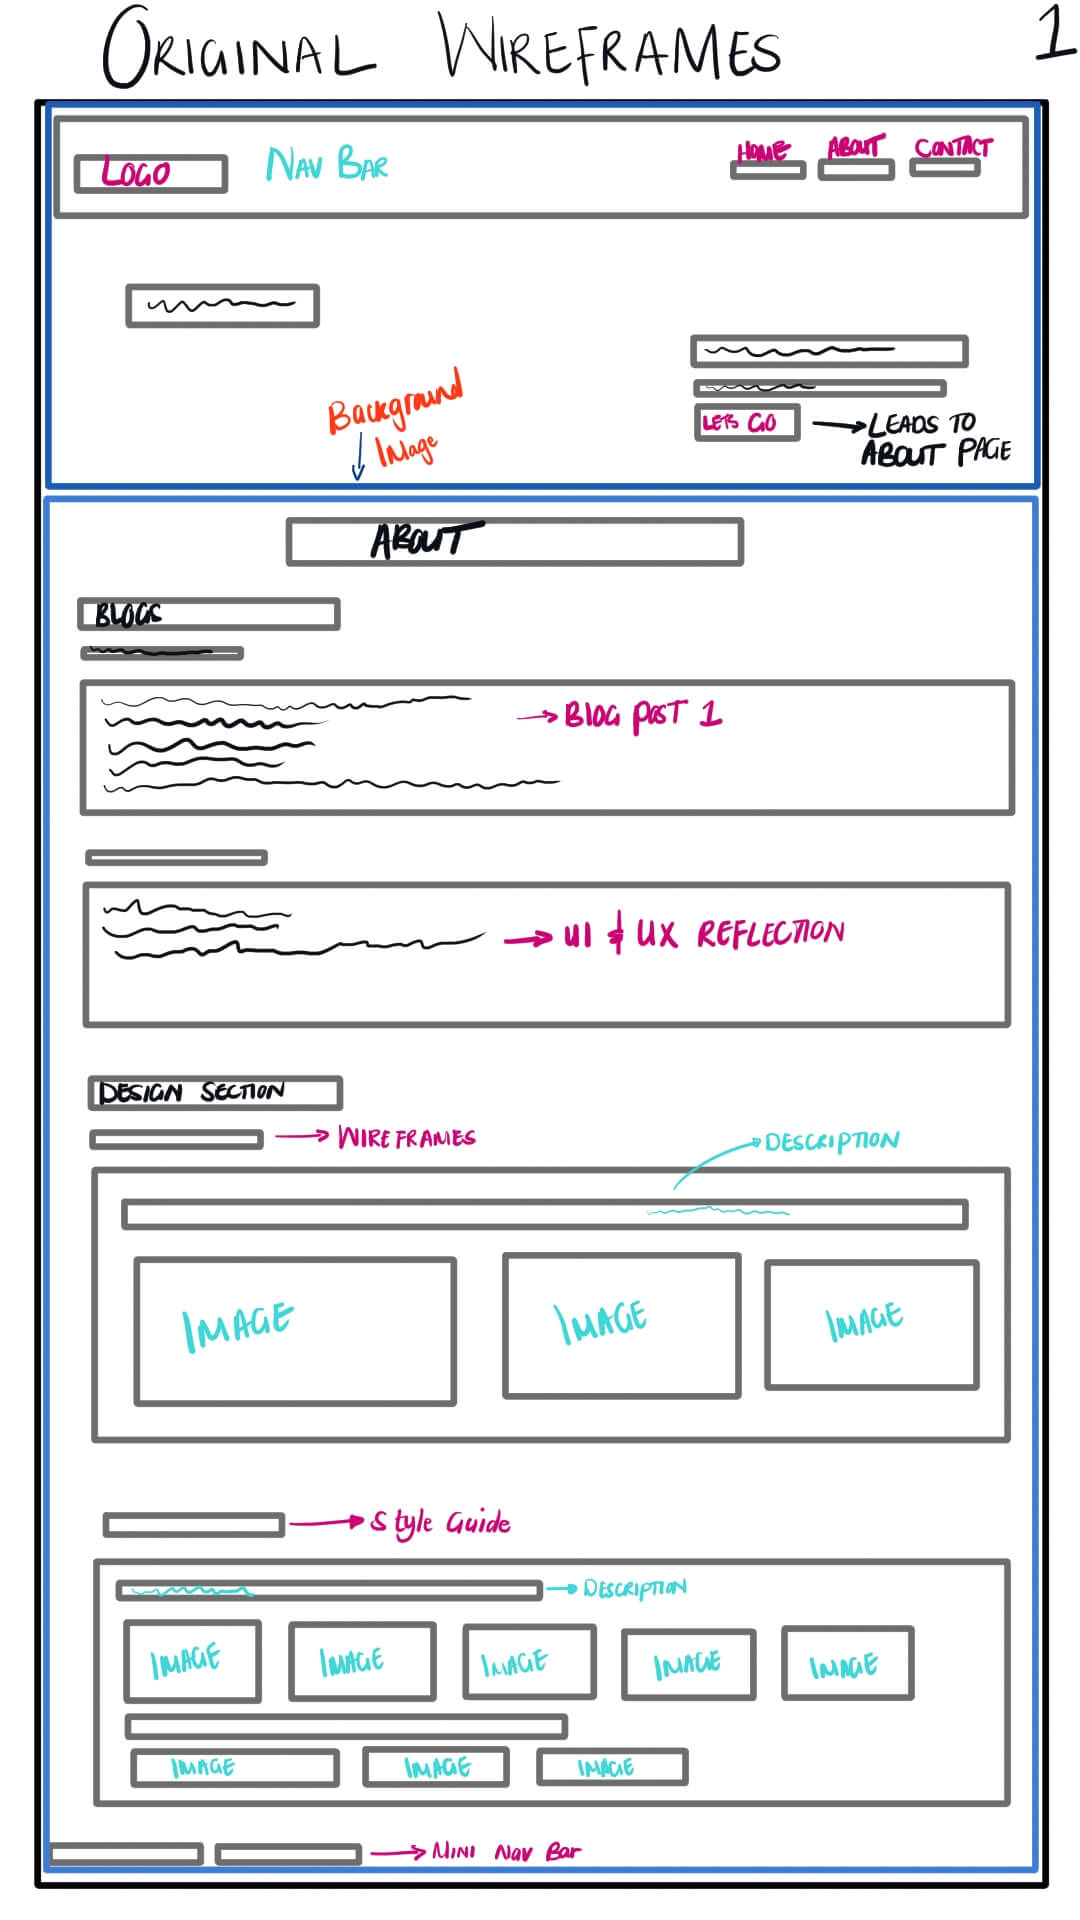 ORIGINAL WIREFRAMES 1
LOGO
NAV BAR
HOME
ABOUT
CONTACT
Background
Image
LETS GO
LEADS TO
ABOUT PAGE
ABOUT
BLOGS
BLOG POST 1
UI & UX REFLECTION
DESIGN SECTION
WIREFRAMES
DESCRIPTION
IMAGE
IMAGE
IMAGE
Style Guide
DESCRIPTION
IMAGE
IMAGE
IMAGE
IMAGE
IMAGE
IMAGE
IMAGE
IMAGE
MINI Nav Bar